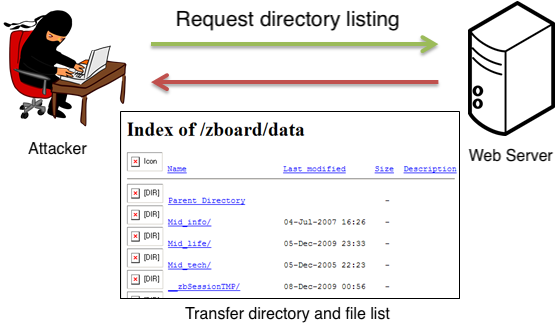 Request directory listing
Attacker
Web Server
Index of /zboard/data
Icon Name Last modified Size Description
[DIR] Parent Directory -
[DIR] Mid_info/ 04-Jul-2007 16:26 -
[DIR] Mid_life/ 05-Dec-2009 23:33 -
[DIR] Mid_tech/ 05-Dec-2005 22:23 -
[DIR] __zbSessionTMP/ 08-Dec-2009 00:56 -
Transfer directory and file list